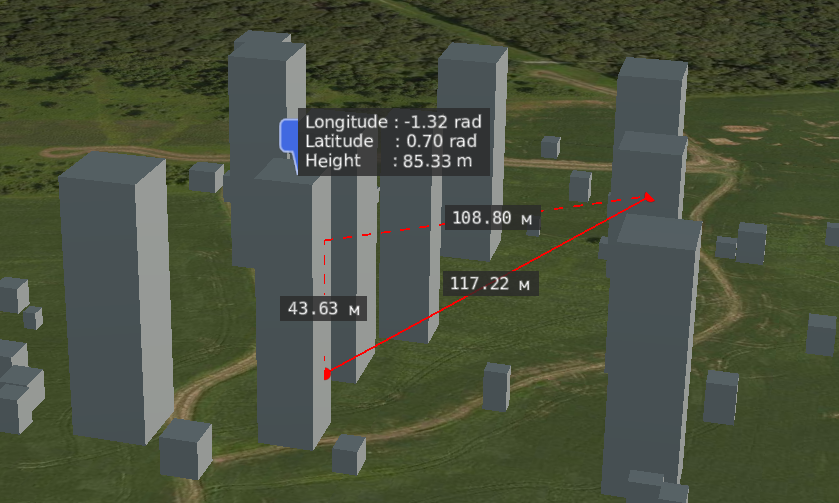 Longitude : -1.32 rad
Latitude : 0.70 rad
Height : 85.33 m
108.80 м
117.22 м
43.63 м